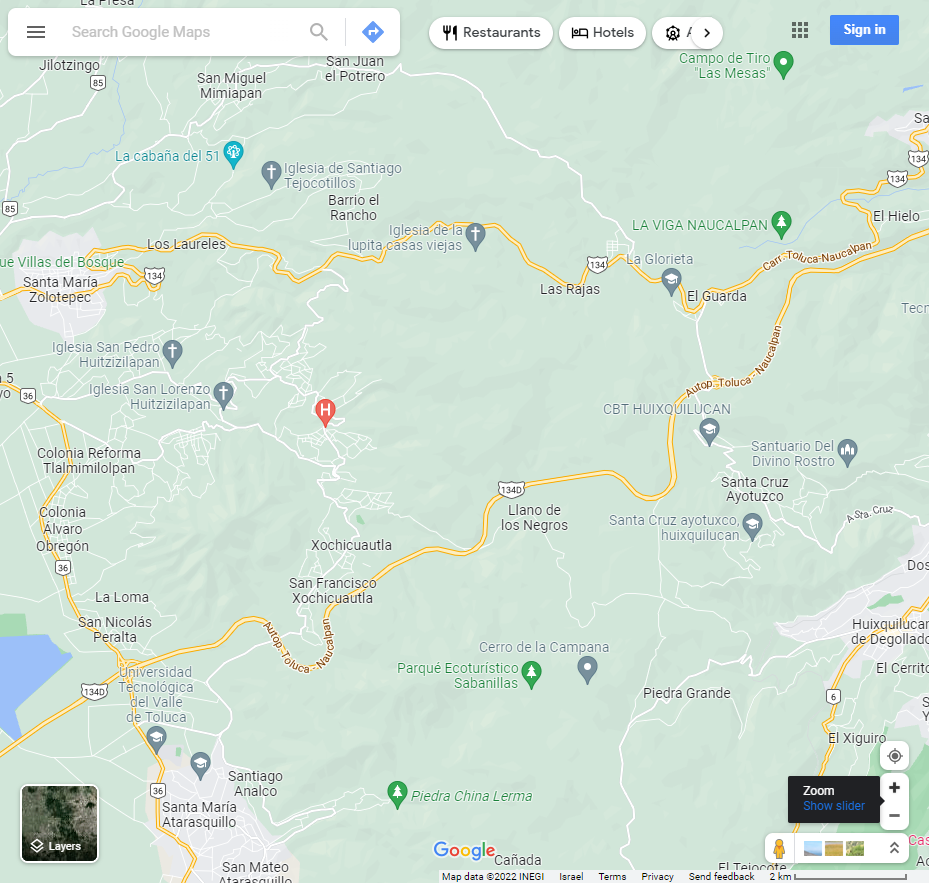 La Presa
Search Google Maps
Restaurants
Hotels
Sign in
Jilotzingo
85
San Miguel
Mimiapan
San Juan
el Potrero
Campo de Tiro
"Las Mesas"
La cabaña del 51
Iglesia de Santiago
Tejocotillos
134
134
85
Barrio el
Rancho
El Hielo
Los Laureles
Iglesia de la
lupita casas viejas
LA VIGA NAUCALPAN
Carr. Toluca-Naucalpan
ue Villas del Bosque
134
134
La Glorieta
Santa María
Zolotepec
Las Rajas
El Guarda
Iglesia San Pedro
Huitzizilapan
Autop. Toluca - Naucalpan
36
Iglesia San Lorenzo
Huitzizilapan
H
CBT HUIXQUILUCAN
Colonia Reforma
Tlalmimilolpan
Santuario Del
Divino Rostro
134D
Santa Cruz
Ayotuzco
Colonia
Álvaro
Obregón
Llano de
los Negros
Santa Cruz ayotuxco,
huixquilucan
A Sta. Cruz
Xochicuautla
36
San Francisco
Xochicuautla
La Loma
San Nicolás
Peralta
Autop. Toluca - Naucalpan
Huixquilucan
de Degollado
Cerro de la Campana
Parqué Ecoturístico
Sabanillas
El Cerrito
Universidad
Tecnológica
del Valle
de Toluca
134D
Piedra Grande
6
El Xiguiro
Santiago
Analco
36
Piedra China Lerma
Santa María
Atarasquillo
Zoom
Show slider
Layers
Google
Cañada
San Mateo
Atarasquillo
El Tejocote
Map data ©2022 INEGI
Israel
Terms
Privacy
Send feedback
2 km